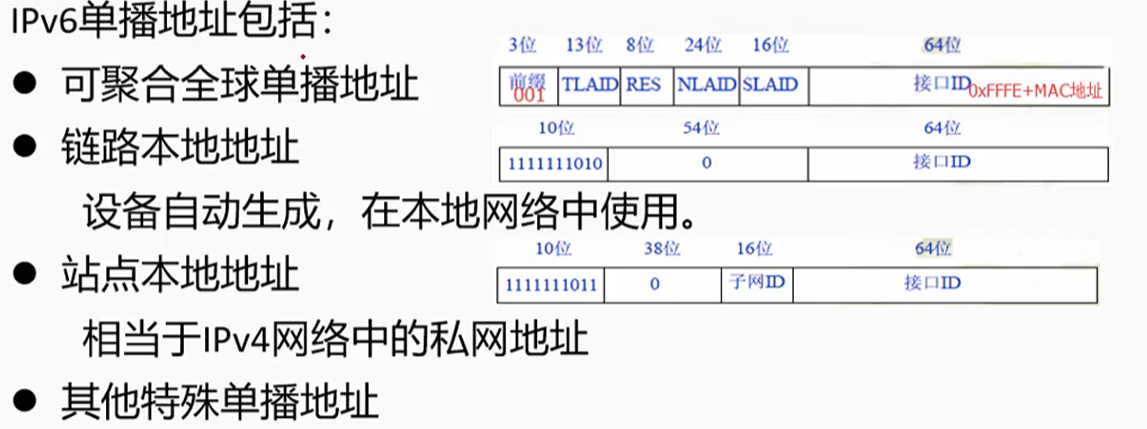 IPv6单播地址包括：
● 可聚合全球单播地址
3位 13位 8位 24位 16位 64位
前缀 001 TLAID RES NLAID SLAID 接口ID 0xFFFE+MAC地址
● 链路本地地址
10位 54位 64位
1111111010 0 接口ID
设备自动生成，在本地网络中使用。
● 站点本地地址
10位 38位 16位 64位
1111111011 0 子网ID 接口ID
相当于IPv4网络中的私网地址
● 其他特殊单播地址